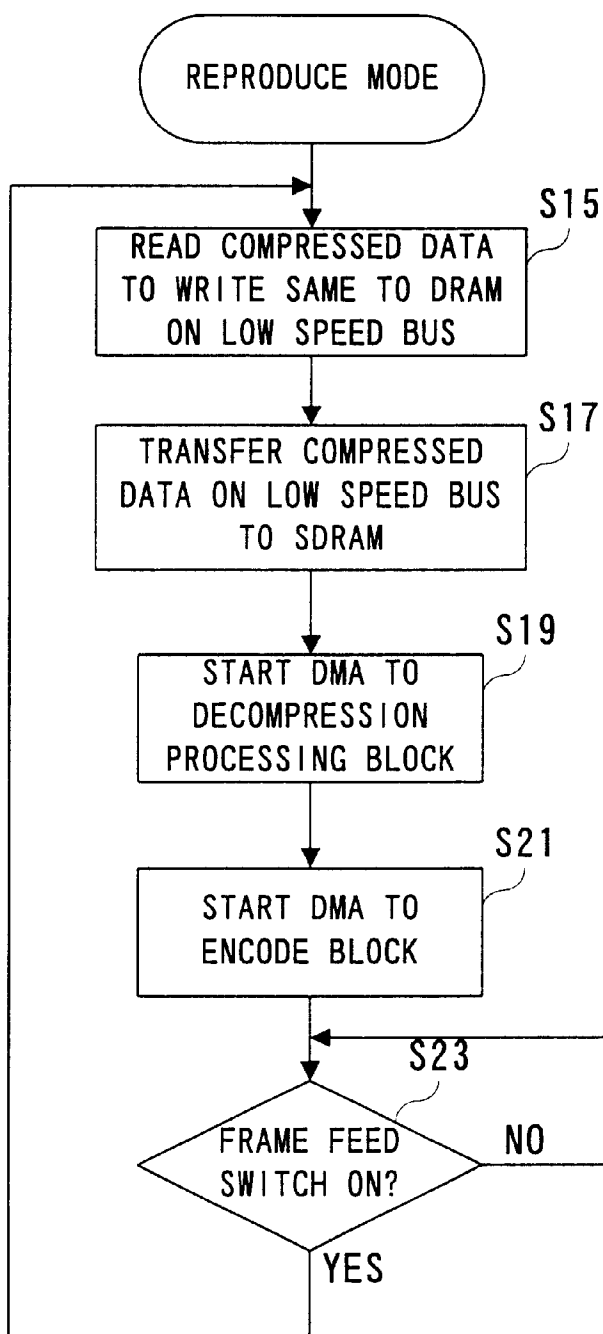 REPRODUCE MODE
S15
READ COMPRESSED DATA
TO WRITE SAME TO DRAM
ON LOW SPEED BUS
S17
TRANSFER COMPRESSED
DATA ON LOW SPEED BUS
TO SDRAM
S19
START DMA TO
DECOMPRESSION
PROCESSING BLOCK
S21
START DMA TO
ENCODE BLOCK
S23
FRAME FEED
SWITCH ON?
NO
YES